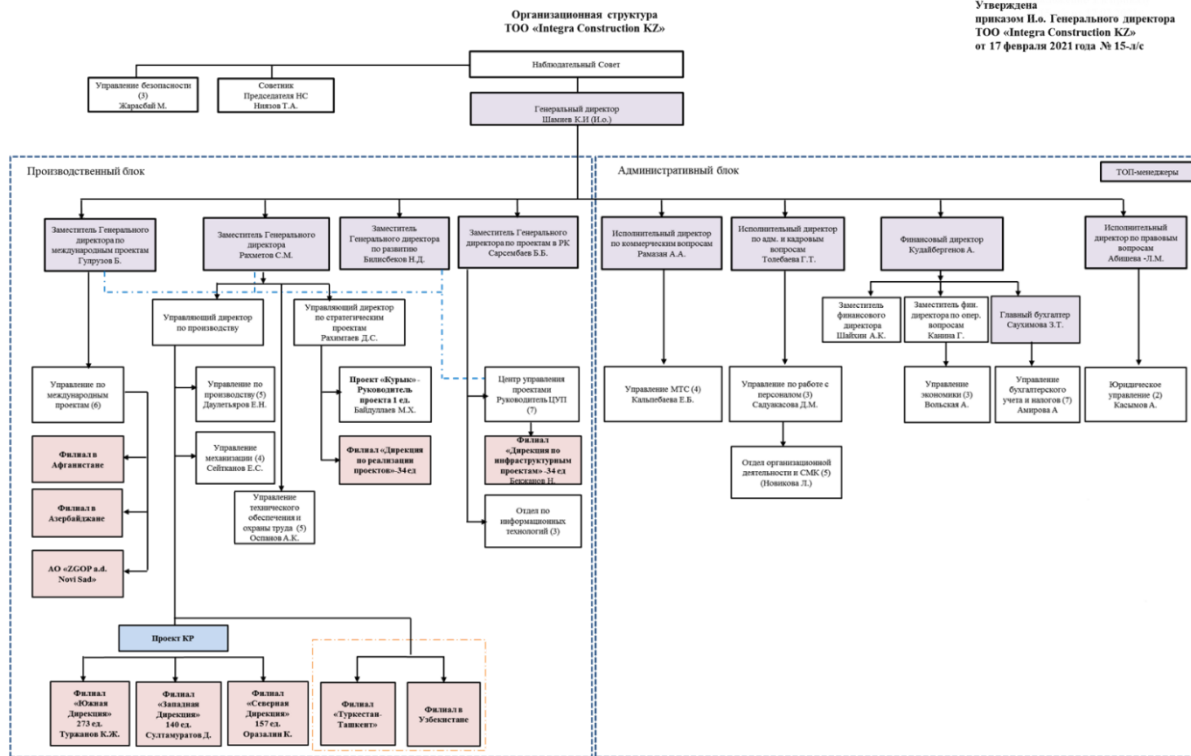 Организационная структура
ТОО «Integra Construction KZ»
Утверждена
приказом И.о. Генерального директора
ТОО «Integra Construction KZ»
от 17 февраля 2021 года № 15-л/с
Наблюдательный Совет
Управление безопасности
(3)
Жарасбай М.
Советник
Председателя НС
Ниязов Т.А.
Генеральный директор
Шамиев К.И (И.о.)
Производственный блок
Административный блок
ТОП-менеджеры
Заместитель Генерального
директора по
международным проектам
Гулрузов Б.
Заместитель Генерального
директора
Рахметов С.М.
Заместитель
Генерального директора
по развитию
Билисбеков Н.Д.
Заместитель Генерального
директора по проектам в РК
Сарсембаев Б.Б.
Исполнительный директор
по коммерческим вопросам
Рамазан А.А.
Исполнительный директор
по адм. и кадровым
вопросам
Толебаева Г.Т.
Финансовый директор
Кудайбергенов А.
Исполнительный
директор по правовым
вопросам
Абишева -Л.М.
Управляющий директор
по производству
Управляющий директор
по стратегическим
проектам
Рахимтаев Д.С.
Заместитель
финансового
директора
Шайхин А.К.
Заместитель фин.
директора по опер.
вопросам
Канина Г.
Главный бухгалтер
Саухимова З.Т.
Управление по
международным
проектам (6)
Управление по
производству (5)
Даулетьяров Е.Н.
Проект «Курык» -
Руководитель
проекта 1 ед.
Байдуллаев М.Х.
Центр управления
проектами
Руководитель ЦУП
(7)
Управление МТС (4)
Кальпебаева Е.Б.
Управление по работе с
персоналом (3)
Садуакасова Д.М.
Управление
экономики (3)
Вольская А.
Управление
бухгалтерского
учета и налогов (7)
Амирова А
Юридическое
управление (2)
Касымов А.
Филиал в
Афганистане
Управление
механизации (4)
Сейтканов Е.С.
Филиал «Дирекция
по реализации
проектов»-34 ед
Филиал
«Дирекция по
инфраструктурным
проектам» -34 ед
Бекжанов Н.
Отдел организационной
деятельности и СМК (5)
(Новикова Л.)
Филиал в
Азербайджане
Управление
технического
обеспечения и
охраны труда (5)
Оспанов А.К.
Отдел по
информационных
технологий (3)
АО «ZGOP a.d.
Novi Sad»
Проект КР
Филиал
«Южная
Дирекция»
273 ед.
Туржанов К.Ж.
Филиал
«Западная
Дирекция»
140 ед.
Султамуратов Д.
Филиал
«Северная
Дирекция»
157 ед.
Оразалин К.
Филиал
«Туркестан-
Ташкент»
Филиал в
Узбекистане